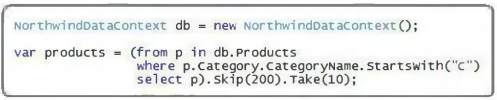 NorthwindDataContext db = new NorthwindDataContext();
var products = (from p in db.Products
where p.Category.CategoryName.StartsWith("C")
select p).Skip(200).Take(10);